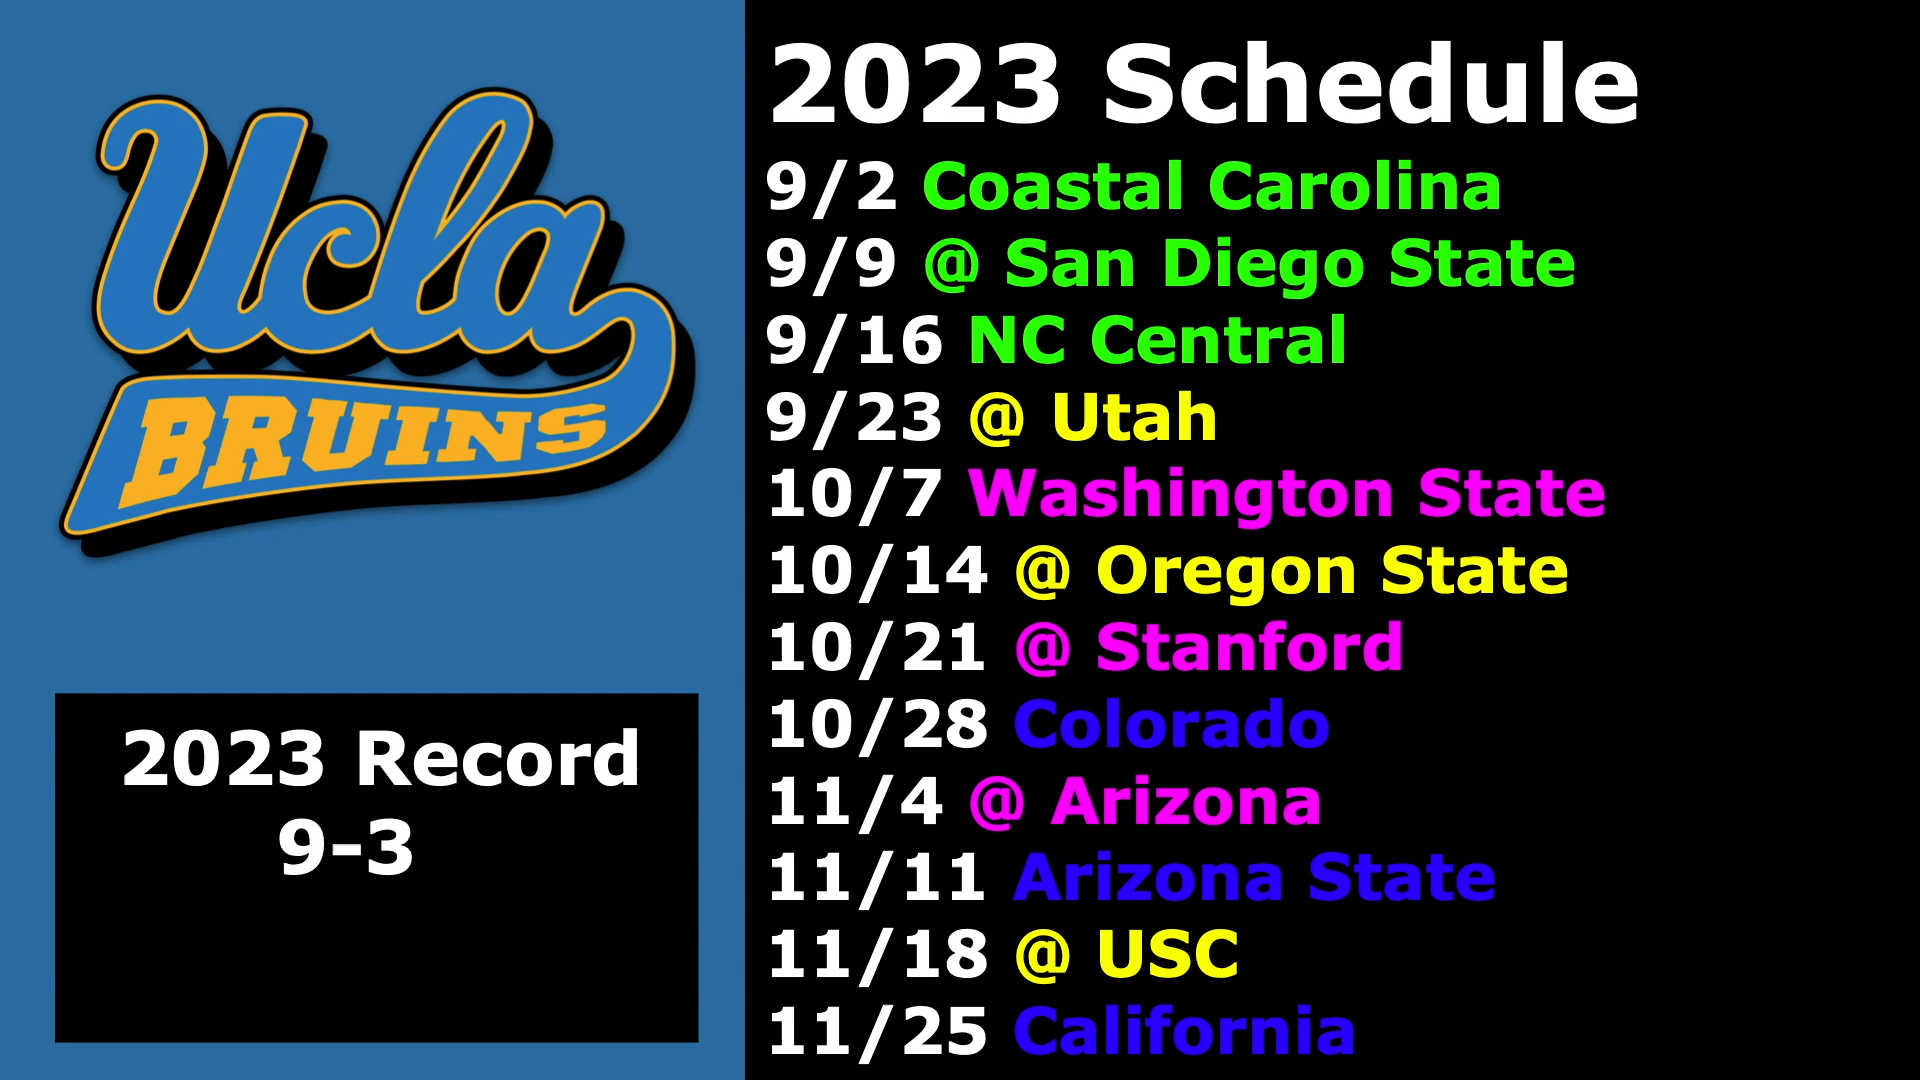 Ucla
BRUINS
2023 Record
9-3
2023 Schedule
9/2 Coastal Carolina
9/9 @ San Diego State
9/16 NC Central
9/23 @ Utah
10/7 Washington State
10/14 @ Oregon State
10/21 @ Stanford
10/28 Colorado
11/4 @ Arizona
11/11 Arizona State
11/18 @ USC
11/25 California